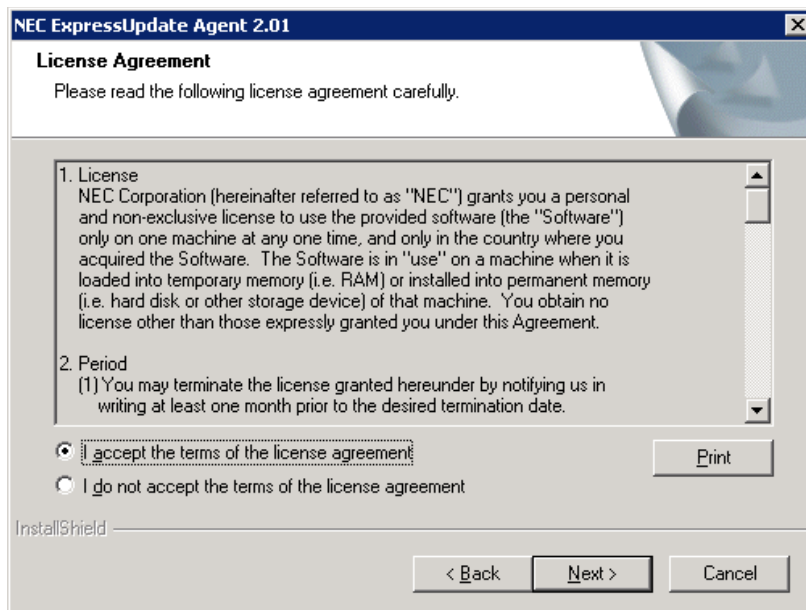 NEC ExpressUpdate Agent 2.01
License Agreement
Please read the following license agreement carefully.
1. License
NEC Corporation (hereinafter referred to as "NEC") grants you a personal
and non-exclusive license to use the provided software (the "Software")
only on one machine at any one time, and only in the country where you
acquired the Software.  The Software is in "use" on a machine when it is
loaded into temporary memory (i.e. RAM) or installed into permanent memory
(i.e. hard disk or other storage device) of that machine.  You obtain no
license other than those expressly granted you under this Agreement.
2. Period
(1) You may terminate the license granted hereunder by notifying us in
writing at least one month prior to the desired termination date.
I accept the terms of the license agreement
Print
I do not accept the terms of the license agreement
InstallShield
< Back
Next >
Cancel